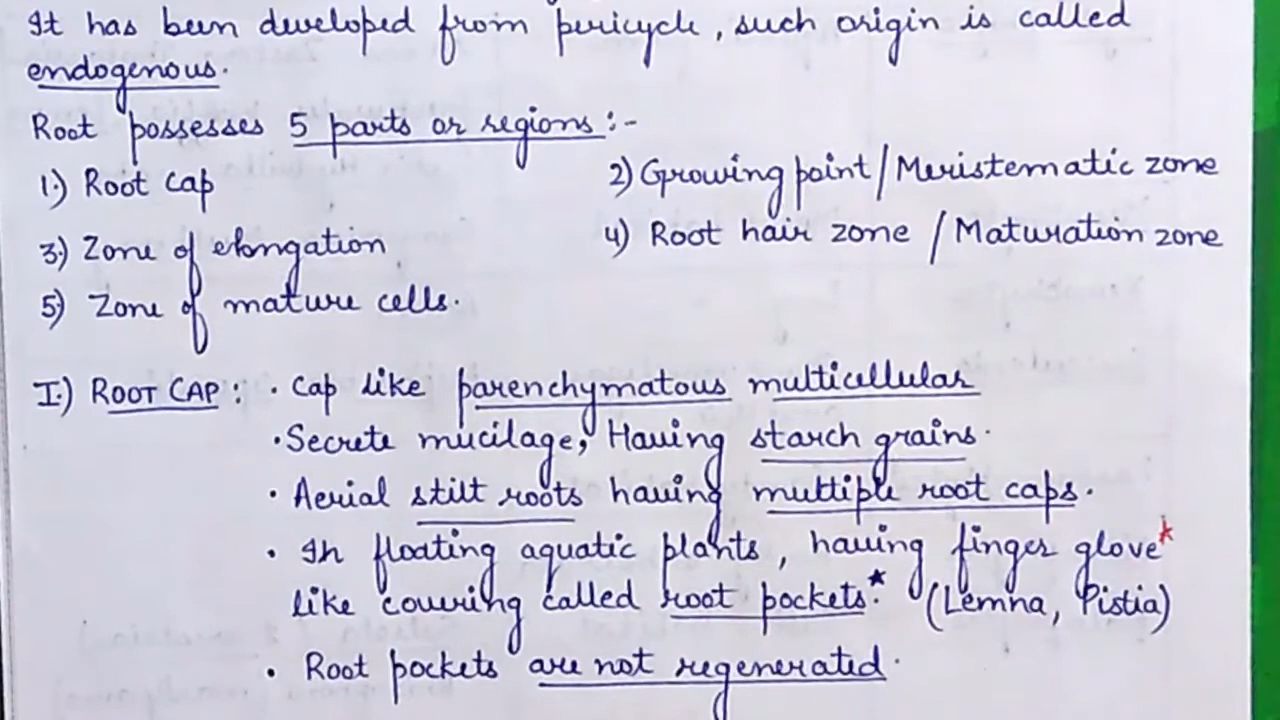 It has been developed from pericycle, such origin is called
endogenous.
Root possesses 5 parts or regions :-
1.) Root cap 2.) Growing point / Meristematic zone
3.) Zone of elongation 4) Root hair zone / Maturation zone
5) Zone of mature cells.
I.) ROOT CAP : · Cap like parenchymatous multicellular
· Secrete mucilage, Having starch grains.
· Aerial stilt roots having multiple root caps.
· In floating aquatic plants, having finger glove*
like covering called root pockets.* (Lemna, Pistia)
· Root pockets are not regenerated.